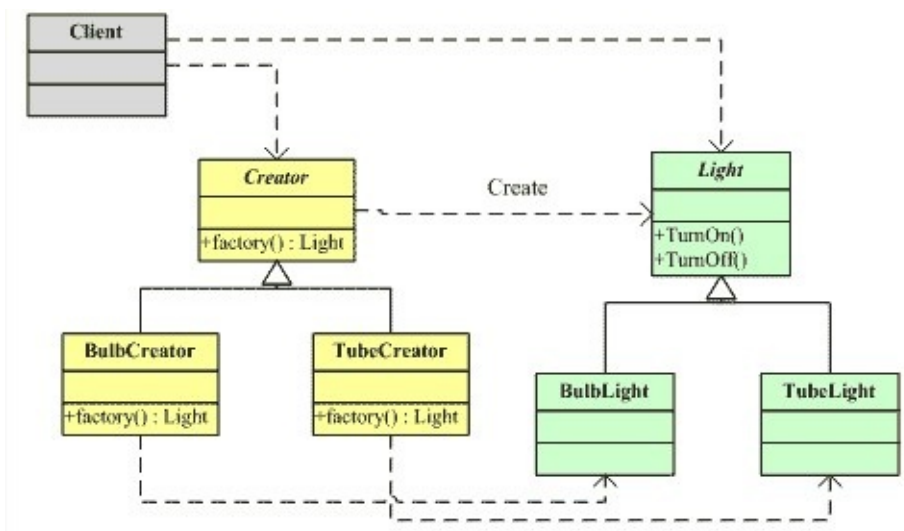 Client
Creator
+factory() : Light
Create
Light
+TurnOn()
+TurnOff()
BulbCreator
+factory() : Light
TubeCreator
+factory() : Light
BulbLight
TubeLight